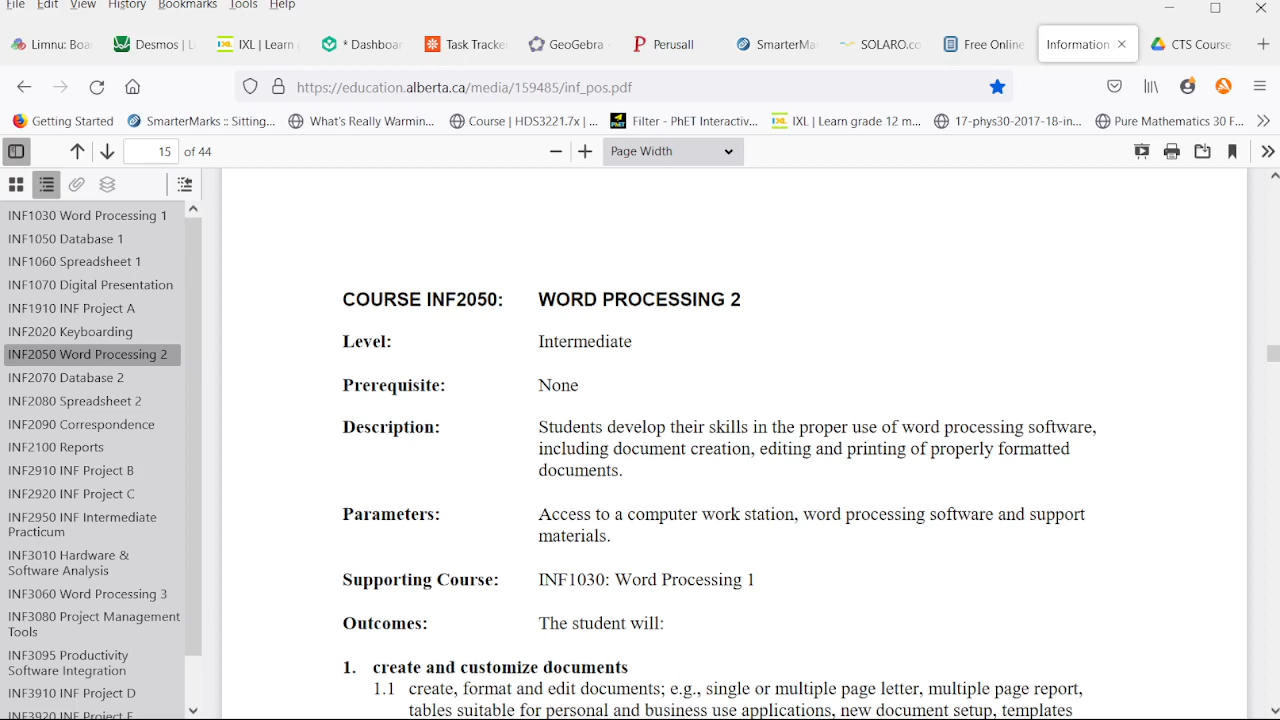 File Edit View History Bookmarks Tools Help
Limnu: Boa Desmos | L IXL | Learn * Dashboa Task Tracke GeoGebra Perusall SmarterMa SOLARO.co Free Online Information CTS Course
https://education.alberta.ca/media/159485/inf_pos.pdf
Getting Started SmarterMarks :: Sitting... What's Really Warmin... Course | HDS3221.7x | ... Filter - PhET Interactiv... IXL | Learn grade 12 m... 17-phys30-2017-18-in... Pure Mathematics 30 F...
15 of 44 Page Width
INF1030 Word Processing 1
INF1050 Database 1
INF1060 Spreadsheet 1
INF1070 Digital Presentation
INF1910 INF Project A
INF2020 Keyboarding
INF2050 Word Processing 2
INF2070 Database 2
INF2080 Spreadsheet 2
INF2090 Correspondence
INF2100 Reports
INF2910 INF Project B
INF2920 INF Project C
INF2950 INF Intermediate
Practicum
INF3010 Hardware &
Software Analysis
INF3060 Word Processing 3
INF3080 Project Management
Tools
INF3095 Productivity
Software Integration
INF3910 INF Project D
INF3920 INF Project E
COURSE INF2050: WORD PROCESSING 2
Level: Intermediate
Prerequisite: None
Description: Students develop their skills in the proper use of word processing software,
including document creation, editing and printing of properly formatted
documents.
Parameters: Access to a computer work station, word processing software and support
materials.
Supporting Course: INF1030: Word Processing 1
Outcomes: The student will:
1. create and customize documents
1.1 create, format and edit documents; e.g., single or multiple page letter, multiple page report,
tables suitable for personal and business use applications, new document setup, templates